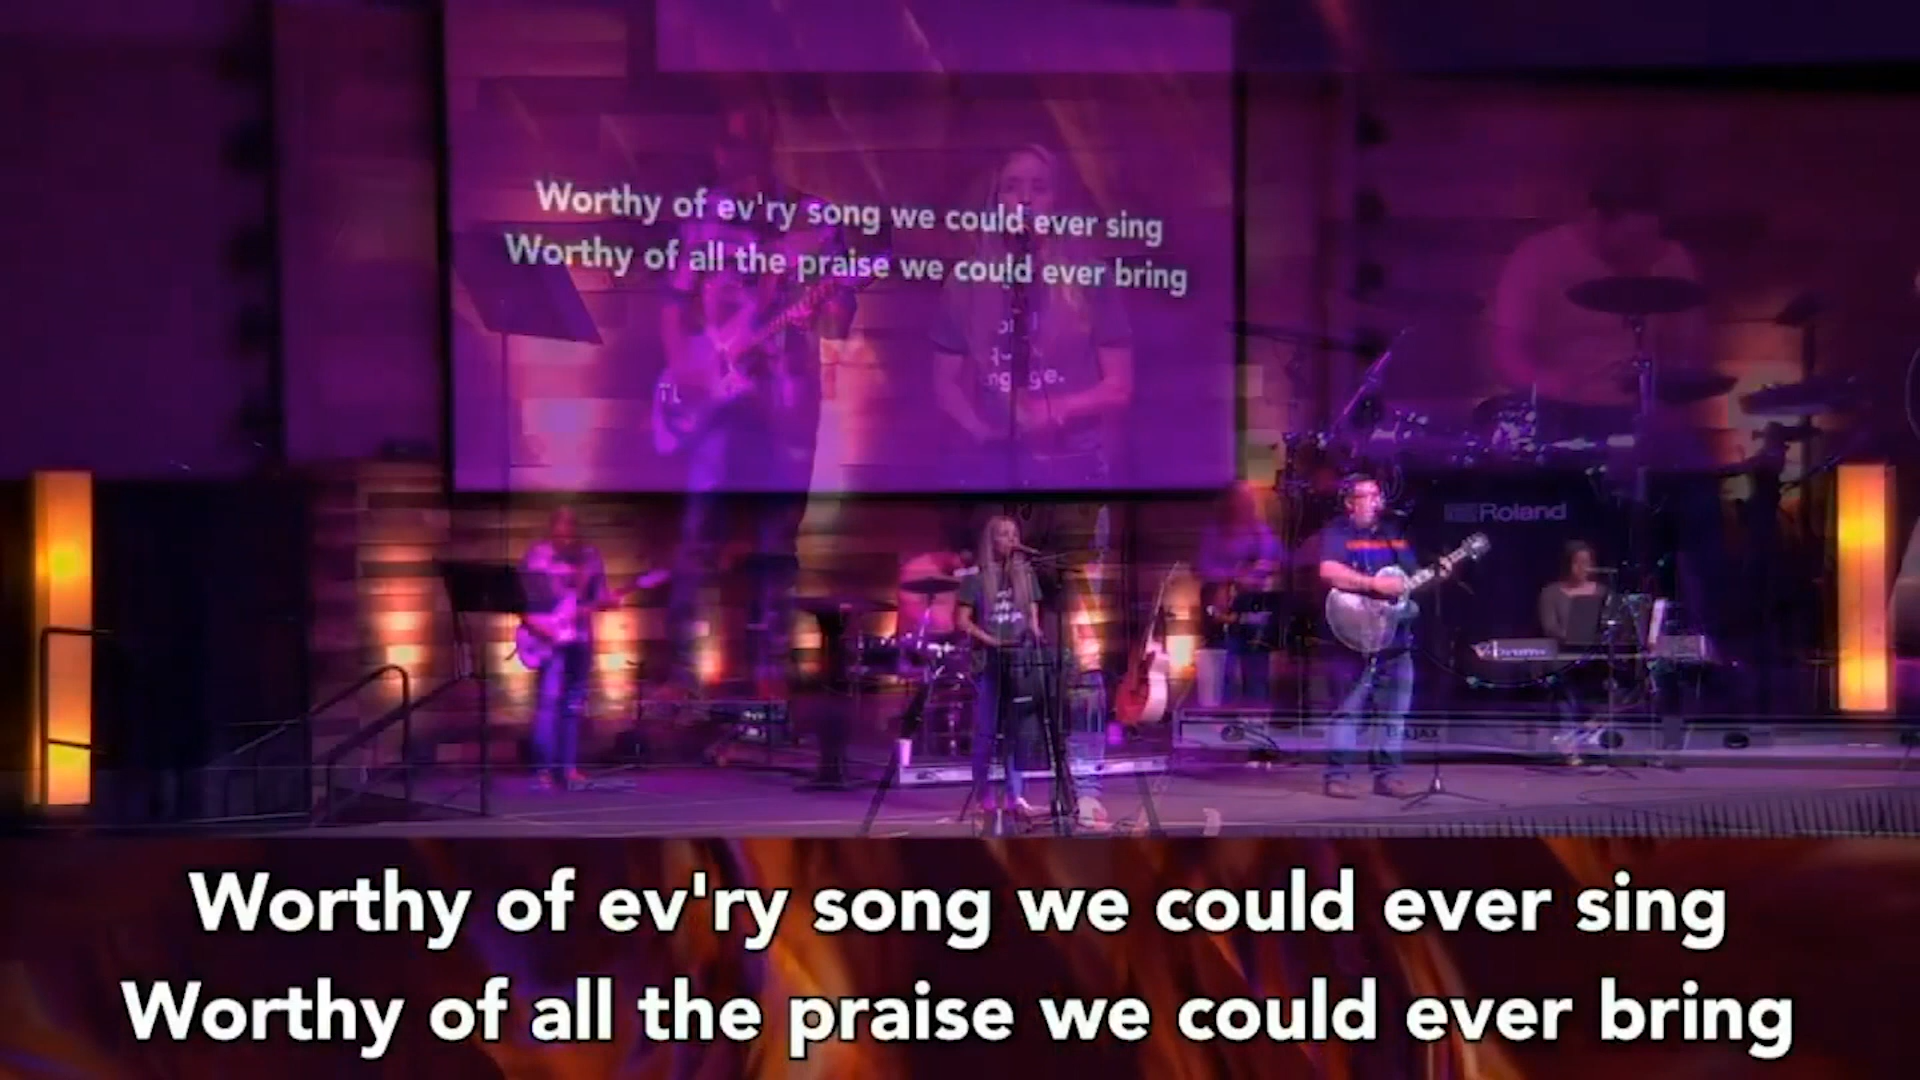 Worthy of ev'ry song we could ever sing
Worthy of all the praise we could ever bring
Roland
Worthy of ev'ry song we could ever sing
Worthy of all the praise we could ever bring